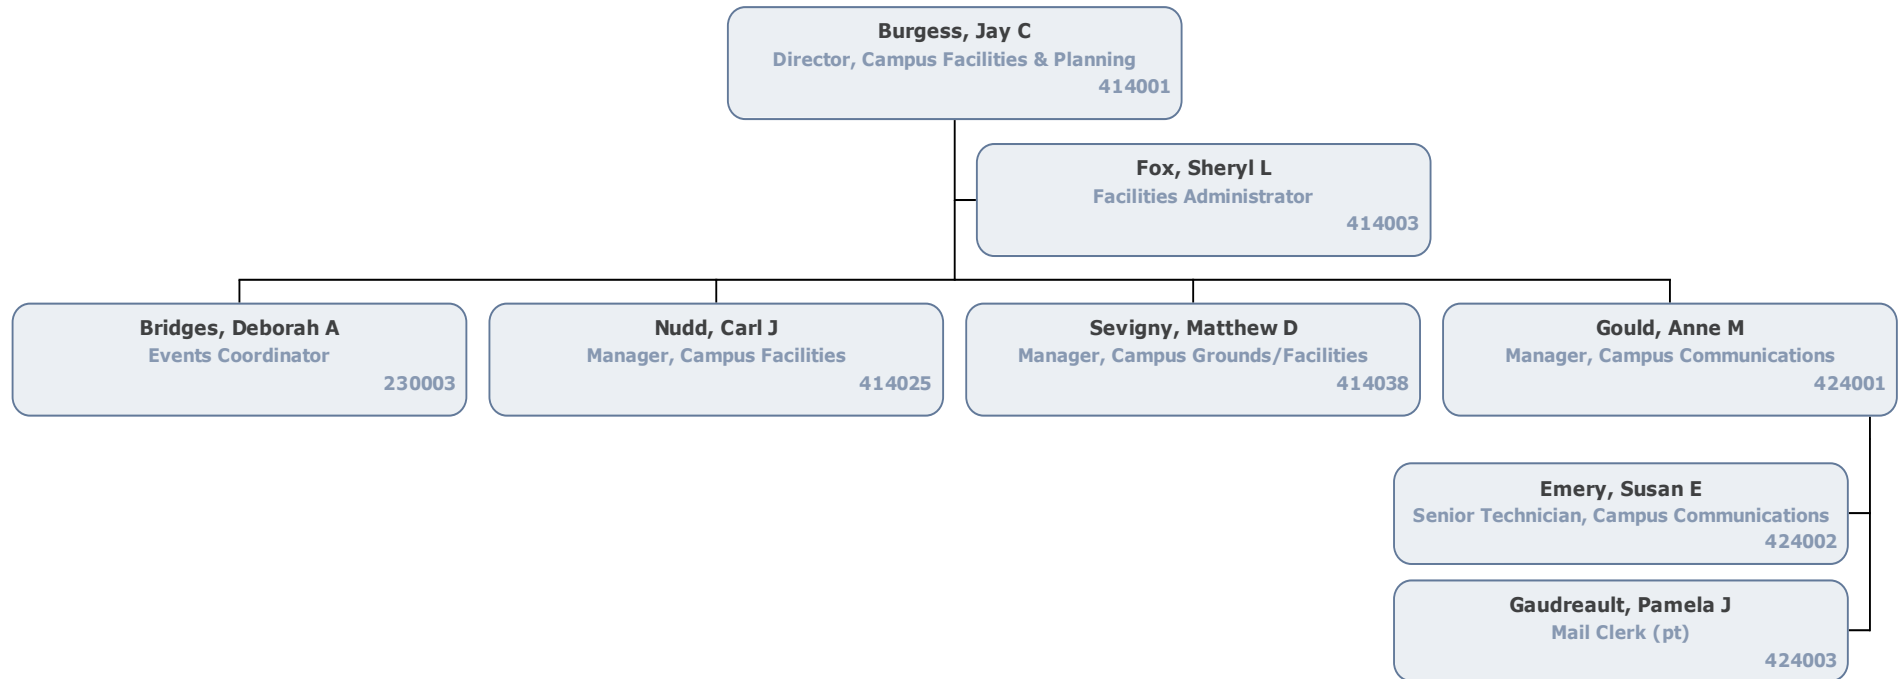 Burgess, Jay C
Director, Campus Facilities & Planning
414001
Fox, Sheryl L
Facilities Administrator
414003
Bridges, Deborah A
Events Coordinator
230003
Nudd, Carl J
Manager, Campus Facilities
414025
Sevigny, Matthew D
Manager, Campus Grounds/Facilities
414038
Gould, Anne M
Manager, Campus Communications
424001
Emery, Susan E
Senior Technician, Campus Communications
424002
Gaudreault, Pamela J
Mail Clerk (pt)
424003